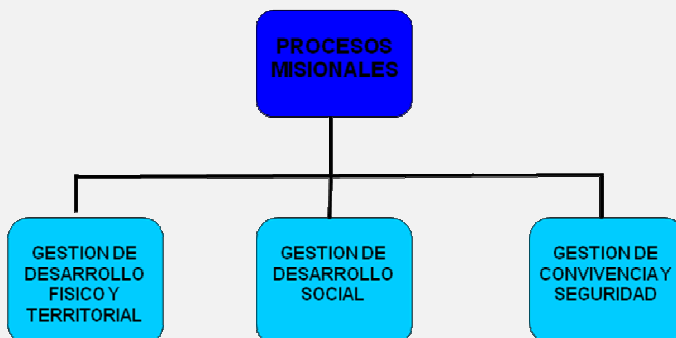 PROCESOS
MISIONALES
GESTION DE
DESARROLLO
FISICO Y
TERRITORIAL
GESTION DE
DESARROLLO
SOCIAL
GESTION DE
CONVIVENCIA Y
SEGURIDAD